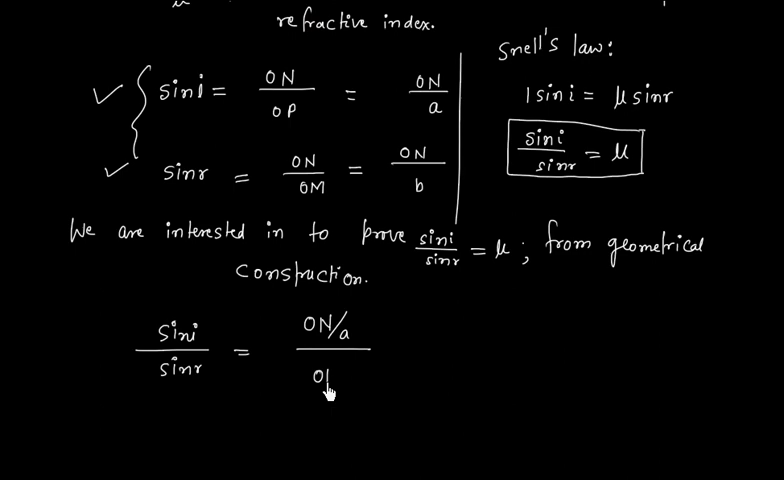 refractive index.
sin i = ON/OP = ON/a
sin r = ON/OM = ON/b
Snell's law:
1 sin i = μ sin r
sin i/sin r = μ
We are interested in to prove sin i/sin r = μ ; from geometrical
construction.
sin i/sin r = ON/a